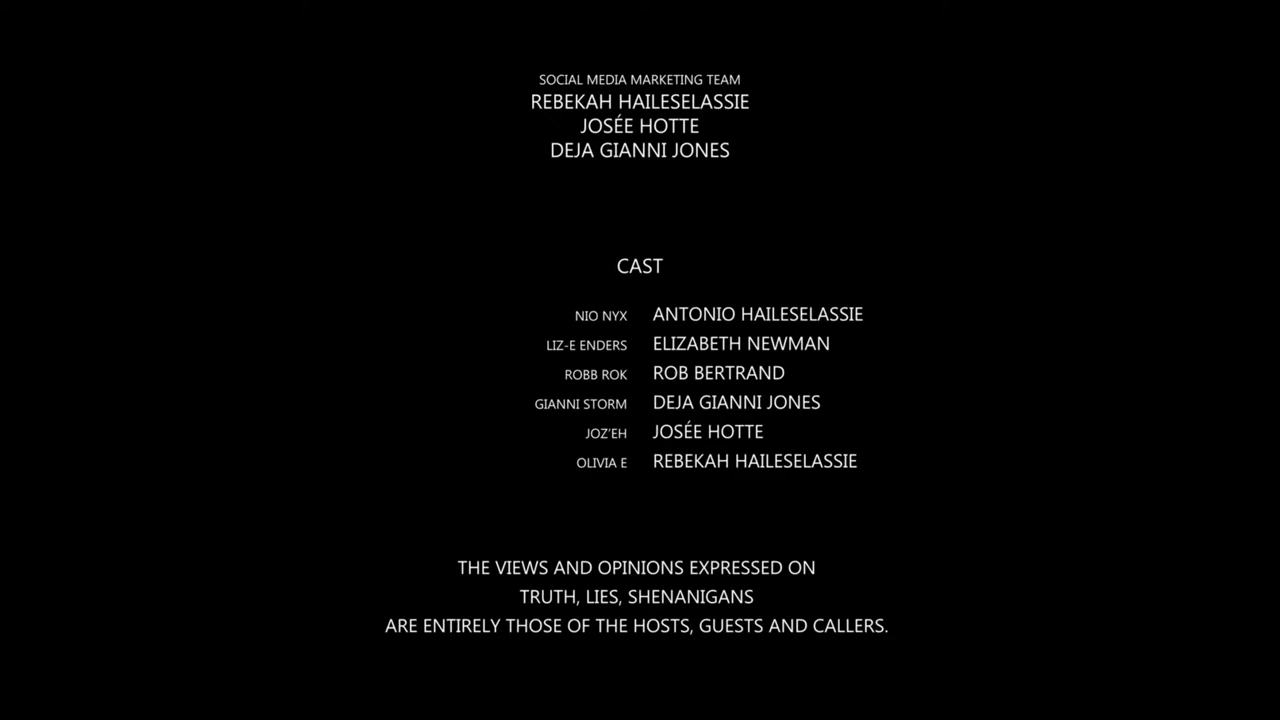 SOCIAL MEDIA MARKETING TEAM
REBEKAH HAILESELASSIE
JOSÉE HOTTE
DEJA GIANNI JONES
CAST
NIO NYX ANTONIO HAILESELASSIE
LIZ-E ENDERS ELIZABETH NEWMAN
ROBB ROK ROB BERTRAND
GIANNI STORM DEJA GIANNI JONES
JOZ'EH JOSÉE HOTTE
OLIVIA E REBEKAH HAILESELASSIE
THE VIEWS AND OPINIONS EXPRESSED ON
TRUTH, LIES, SHENANIGANS
ARE ENTIRELY THOSE OF THE HOSTS, GUESTS AND CALLERS.